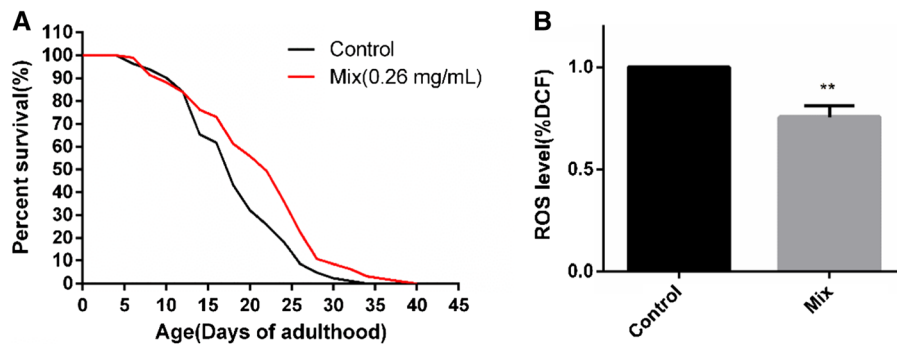 A
Percent survival(%)
110
100
90
80
70
60
50
40
30
20
10
0
0 5 10 15 20 25 30 35 40 45
Age(Days of adulthood)
Control
Mix(0.26 mg/mL)
B
ROS level(%DCF)
1.0
0.5
0.0
**
Control
Mix